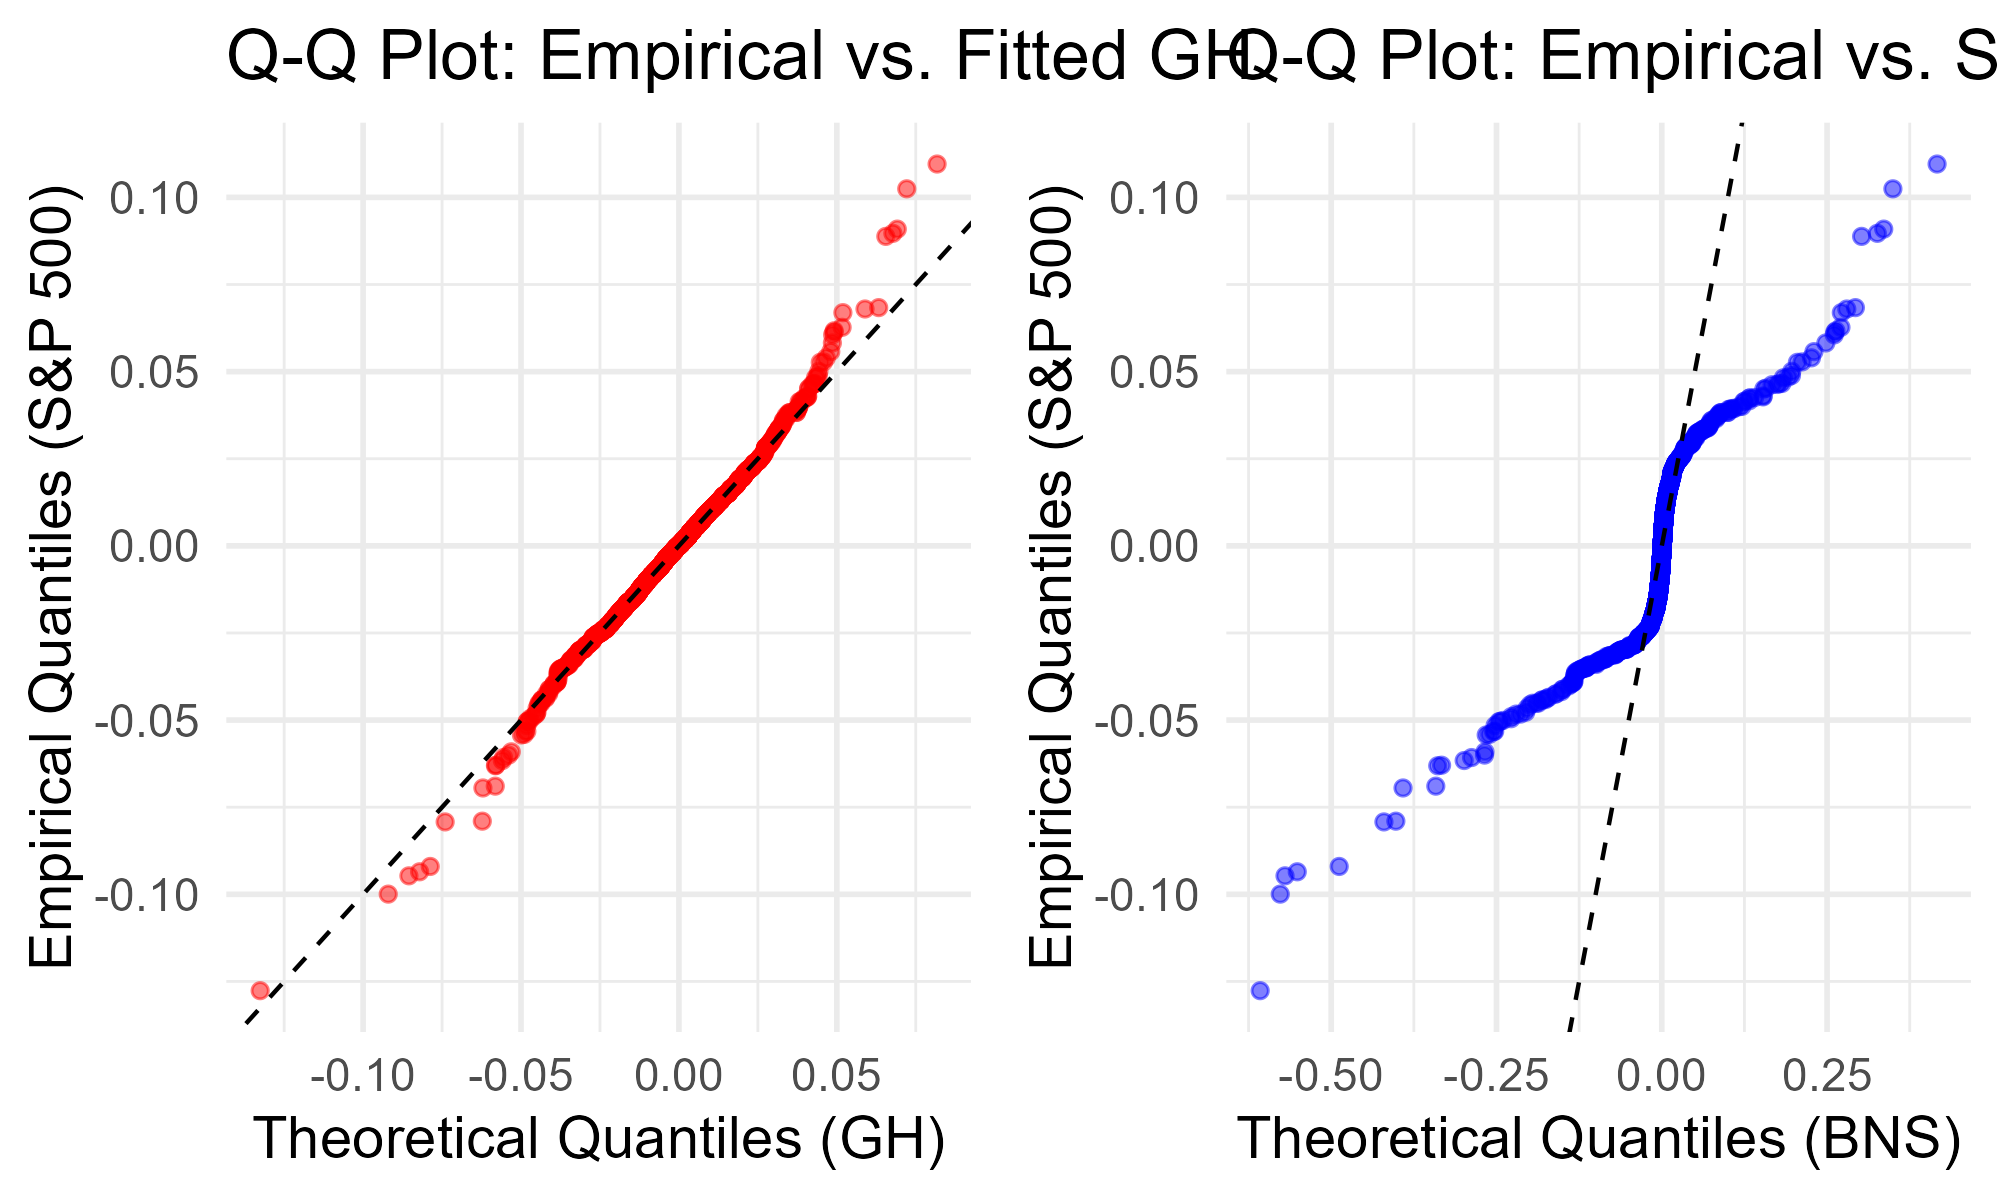 Q-Q Plot: Empirical vs. Fitted GH
Q-Q Plot: Empirical vs. S
Empirical Quantiles (S&P 500)
0.10
0.05
0.00
-0.05
-0.10
-0.10 -0.05 0.00 0.05
Theoretical Quantiles (GH)
Empirical Quantiles (S&P 500)
0.10
0.05
0.00
-0.05
-0.10
-0.50 -0.25 0.00 0.25
Theoretical Quantiles (BNS)